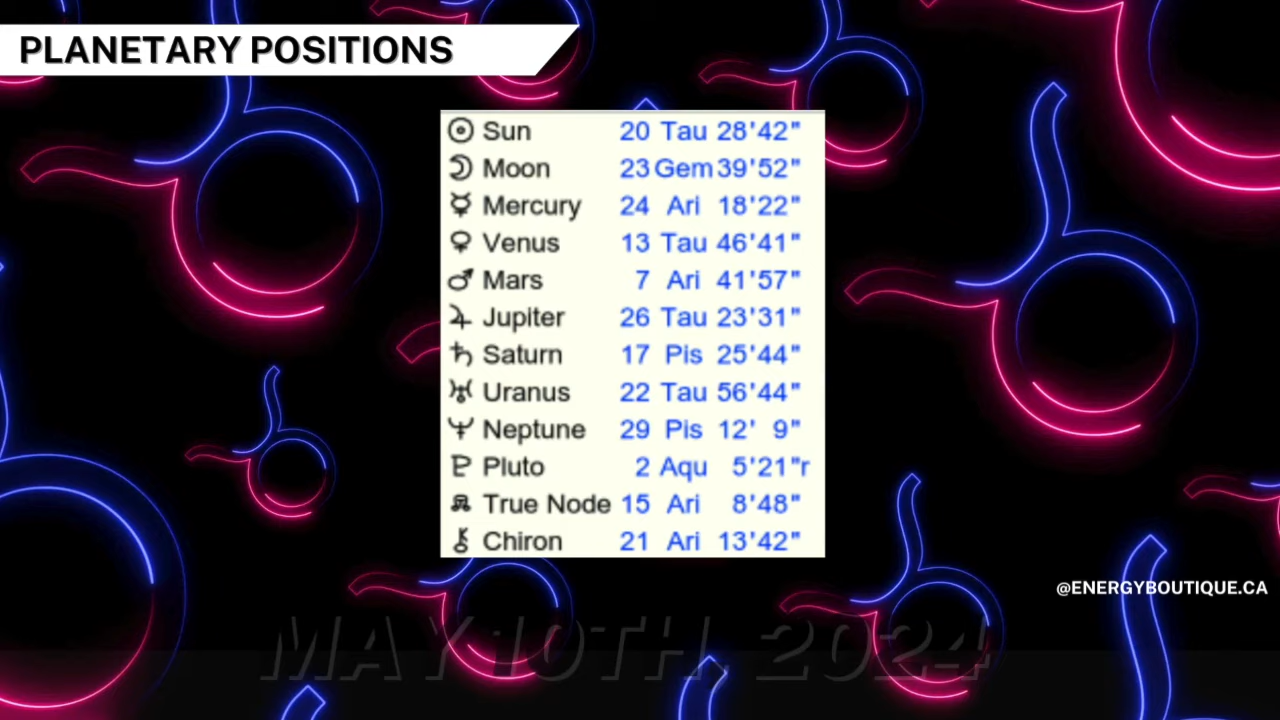 PLANETARY POSITIONS
☉ Sun 20 Tau 28'42"
☽ Moon 23 Gem 39'52"
☿ Mercury 24 Ari 18'22"
♀ Venus 13 Tau 46'41"
♂ Mars 7 Ari 41'57"
♃ Jupiter 26 Tau 23'31"
♄ Saturn 17 Pis 25'44"
♅ Uranus 22 Tau 56'44"
♆ Neptune 29 Pis 12' 9"
♇ Pluto 2 Aqu 5'21"r
☊ True Node 15 Ari 8'48"
⚷ Chiron 21 Ari 13'42"
@ENERGYBOUTIQUE.CA
MAY 10TH, 2024